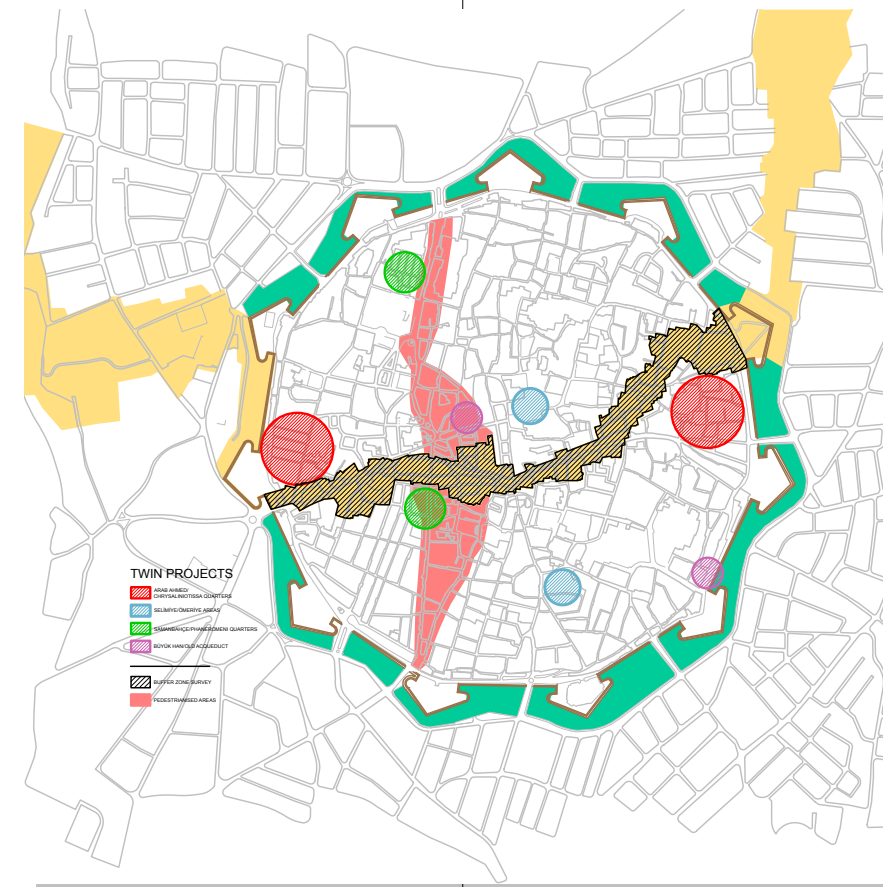 TWIN PROJECTS
ARAB AHMED/
CHRYSALINIOTISSA QUARTERS
SELIMIYE/ÖMERIYE AREAS
SAMANBAHÇE/PHANEROMENI QUARTERS
BÜYÜK HAN/OLD ACQUEDUCT
BUFFER ZONE/SURVEY
PEDESTRIANISED AREAS